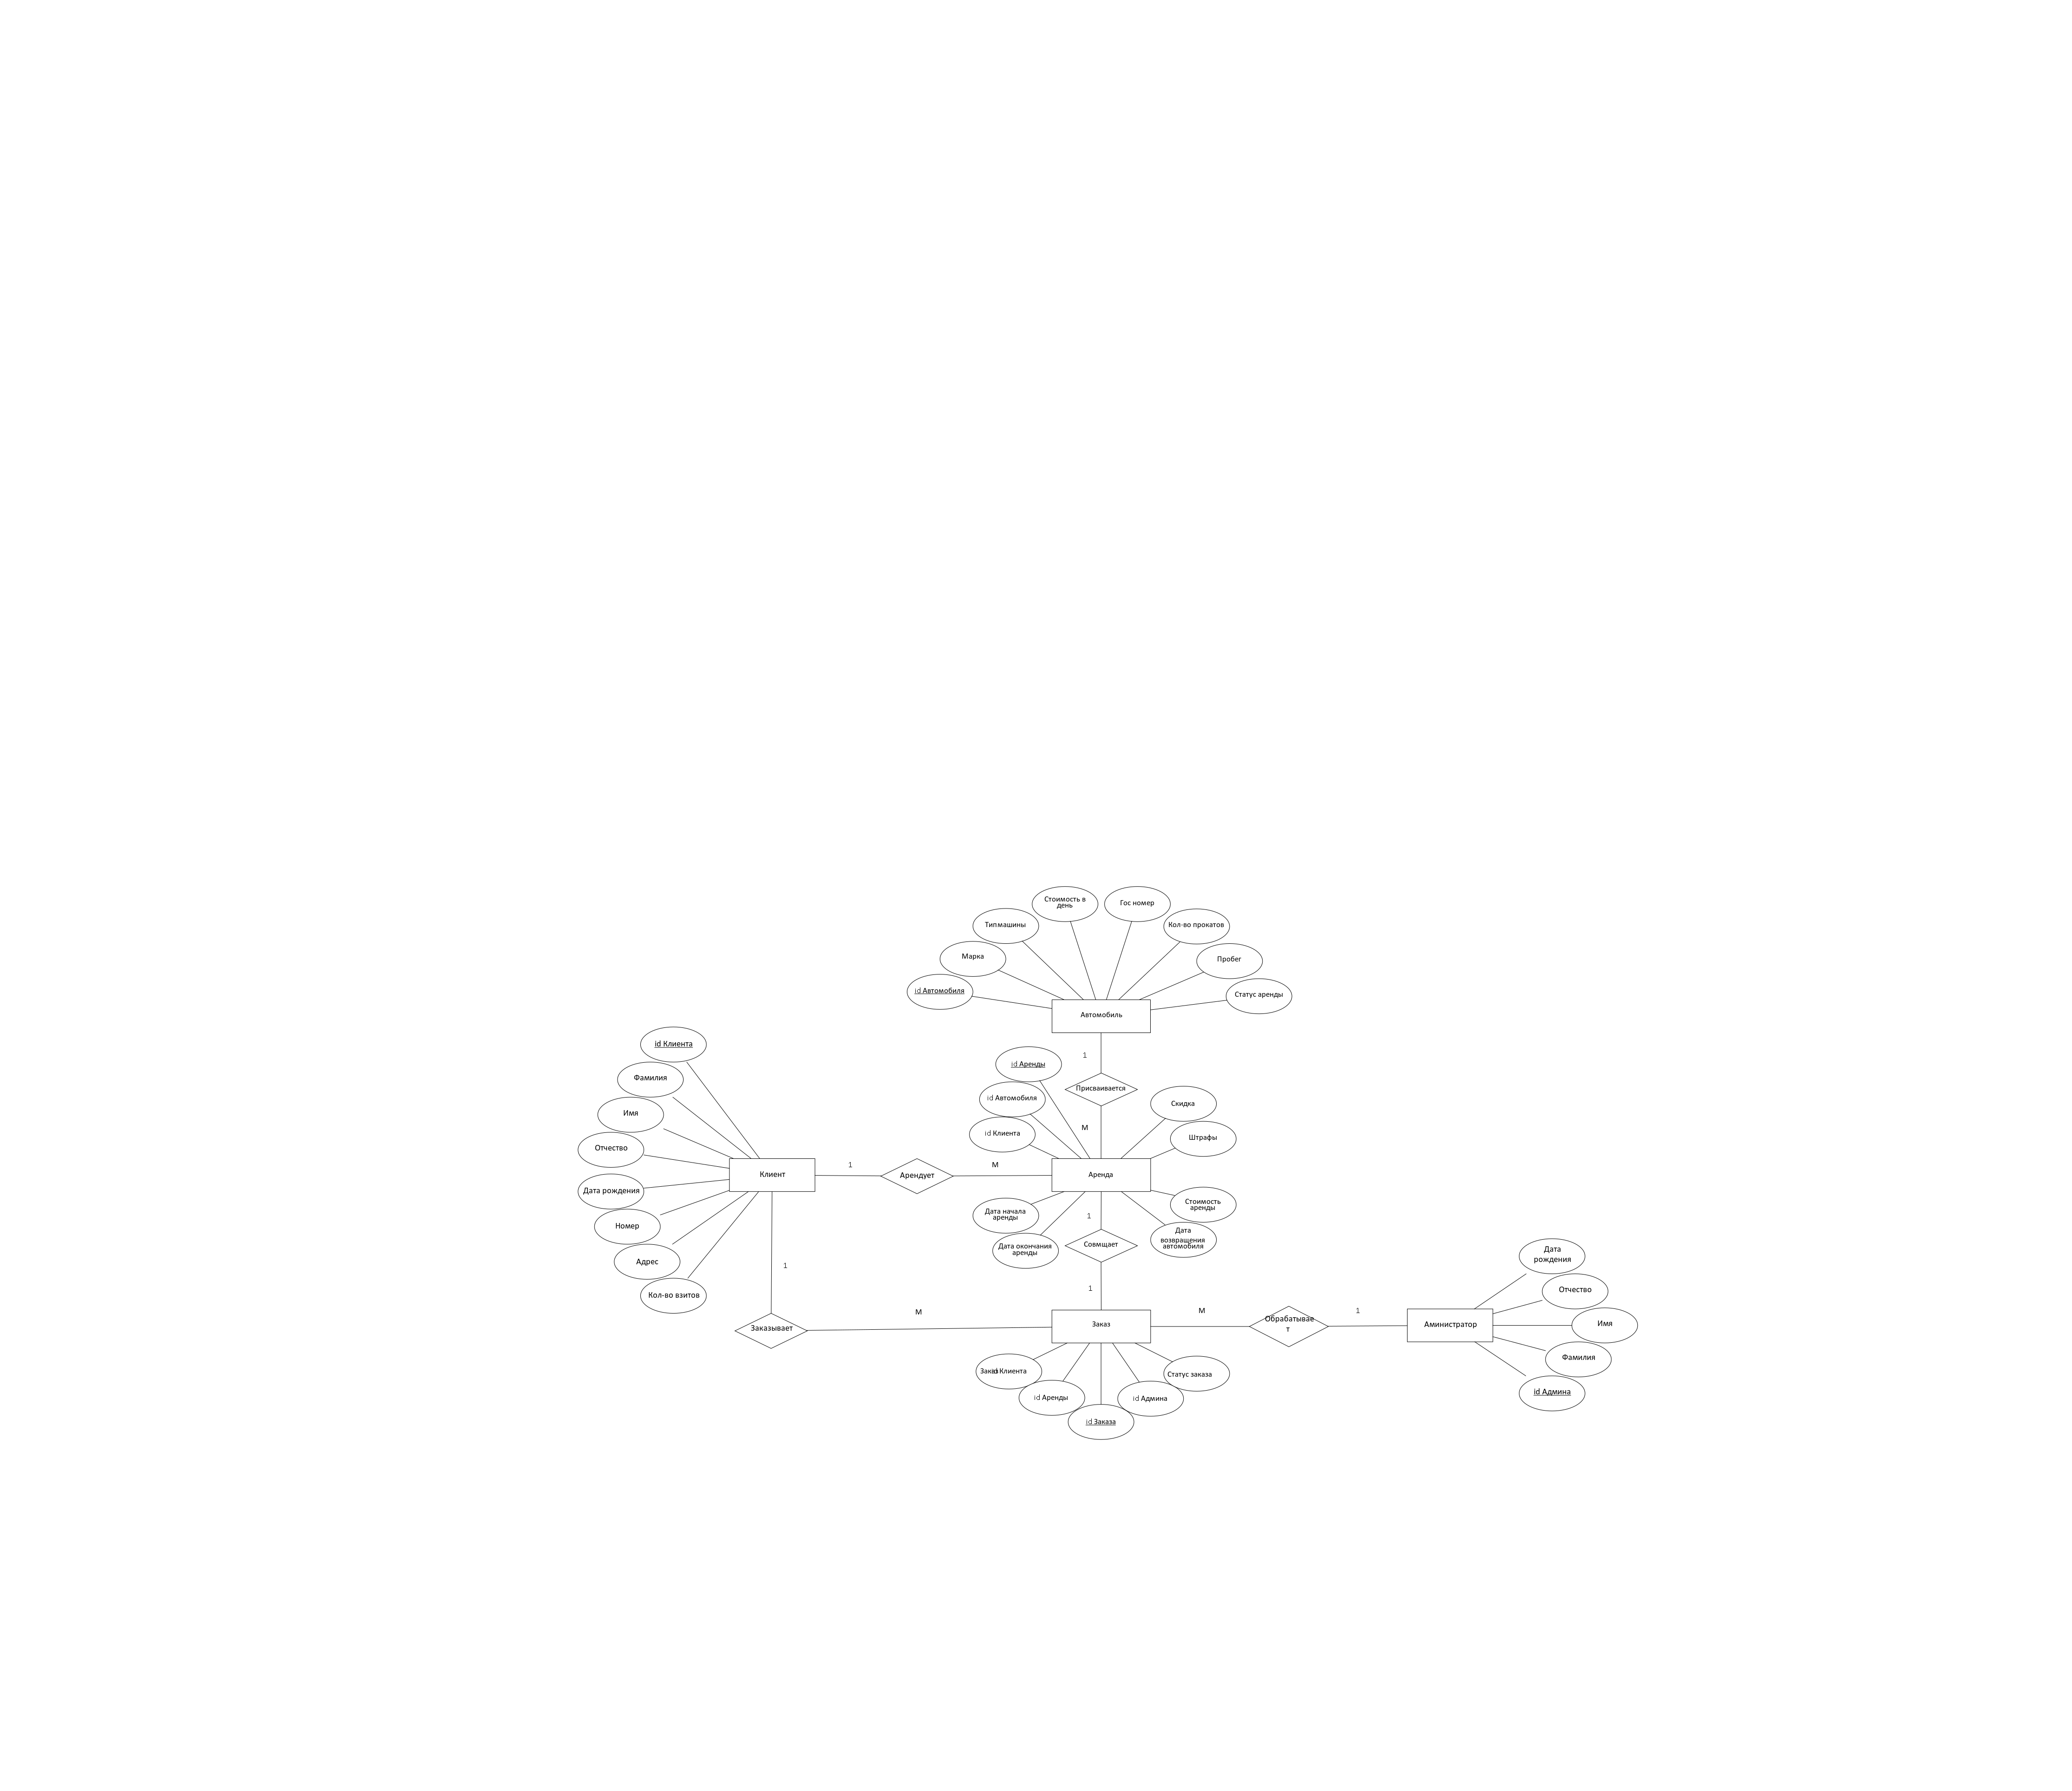 Стоимость в
день
Гос номер
Тип машины
Кол-во прокатов
Марка
Пробег
id Автомобиля
Статус аренды
Автомобиль
id Клиента
1
id Аренды
Фамилия
Присваивается
id Автомобиля
Скидка
Имя
M
id Клиента
Штрафы
Отчество
1
M
Клиент
Арендует
Аренда
Дата рождения
Стоимость
аренды
Дата начала
аренды
1
Номер
Дата
возвращения
автомобиля
Дата окончания
аренды
Совмщает
Дата
рождения
Адрес
1
1
Отчество
Кол-во взитов
M
M
1
Заказывает
Заказ
Обрабатывае
т
Аминистратор
Имя
Фамилия
id Клиента
Статус заказа
id Аренды
id Админа
id Админа
id Заказа